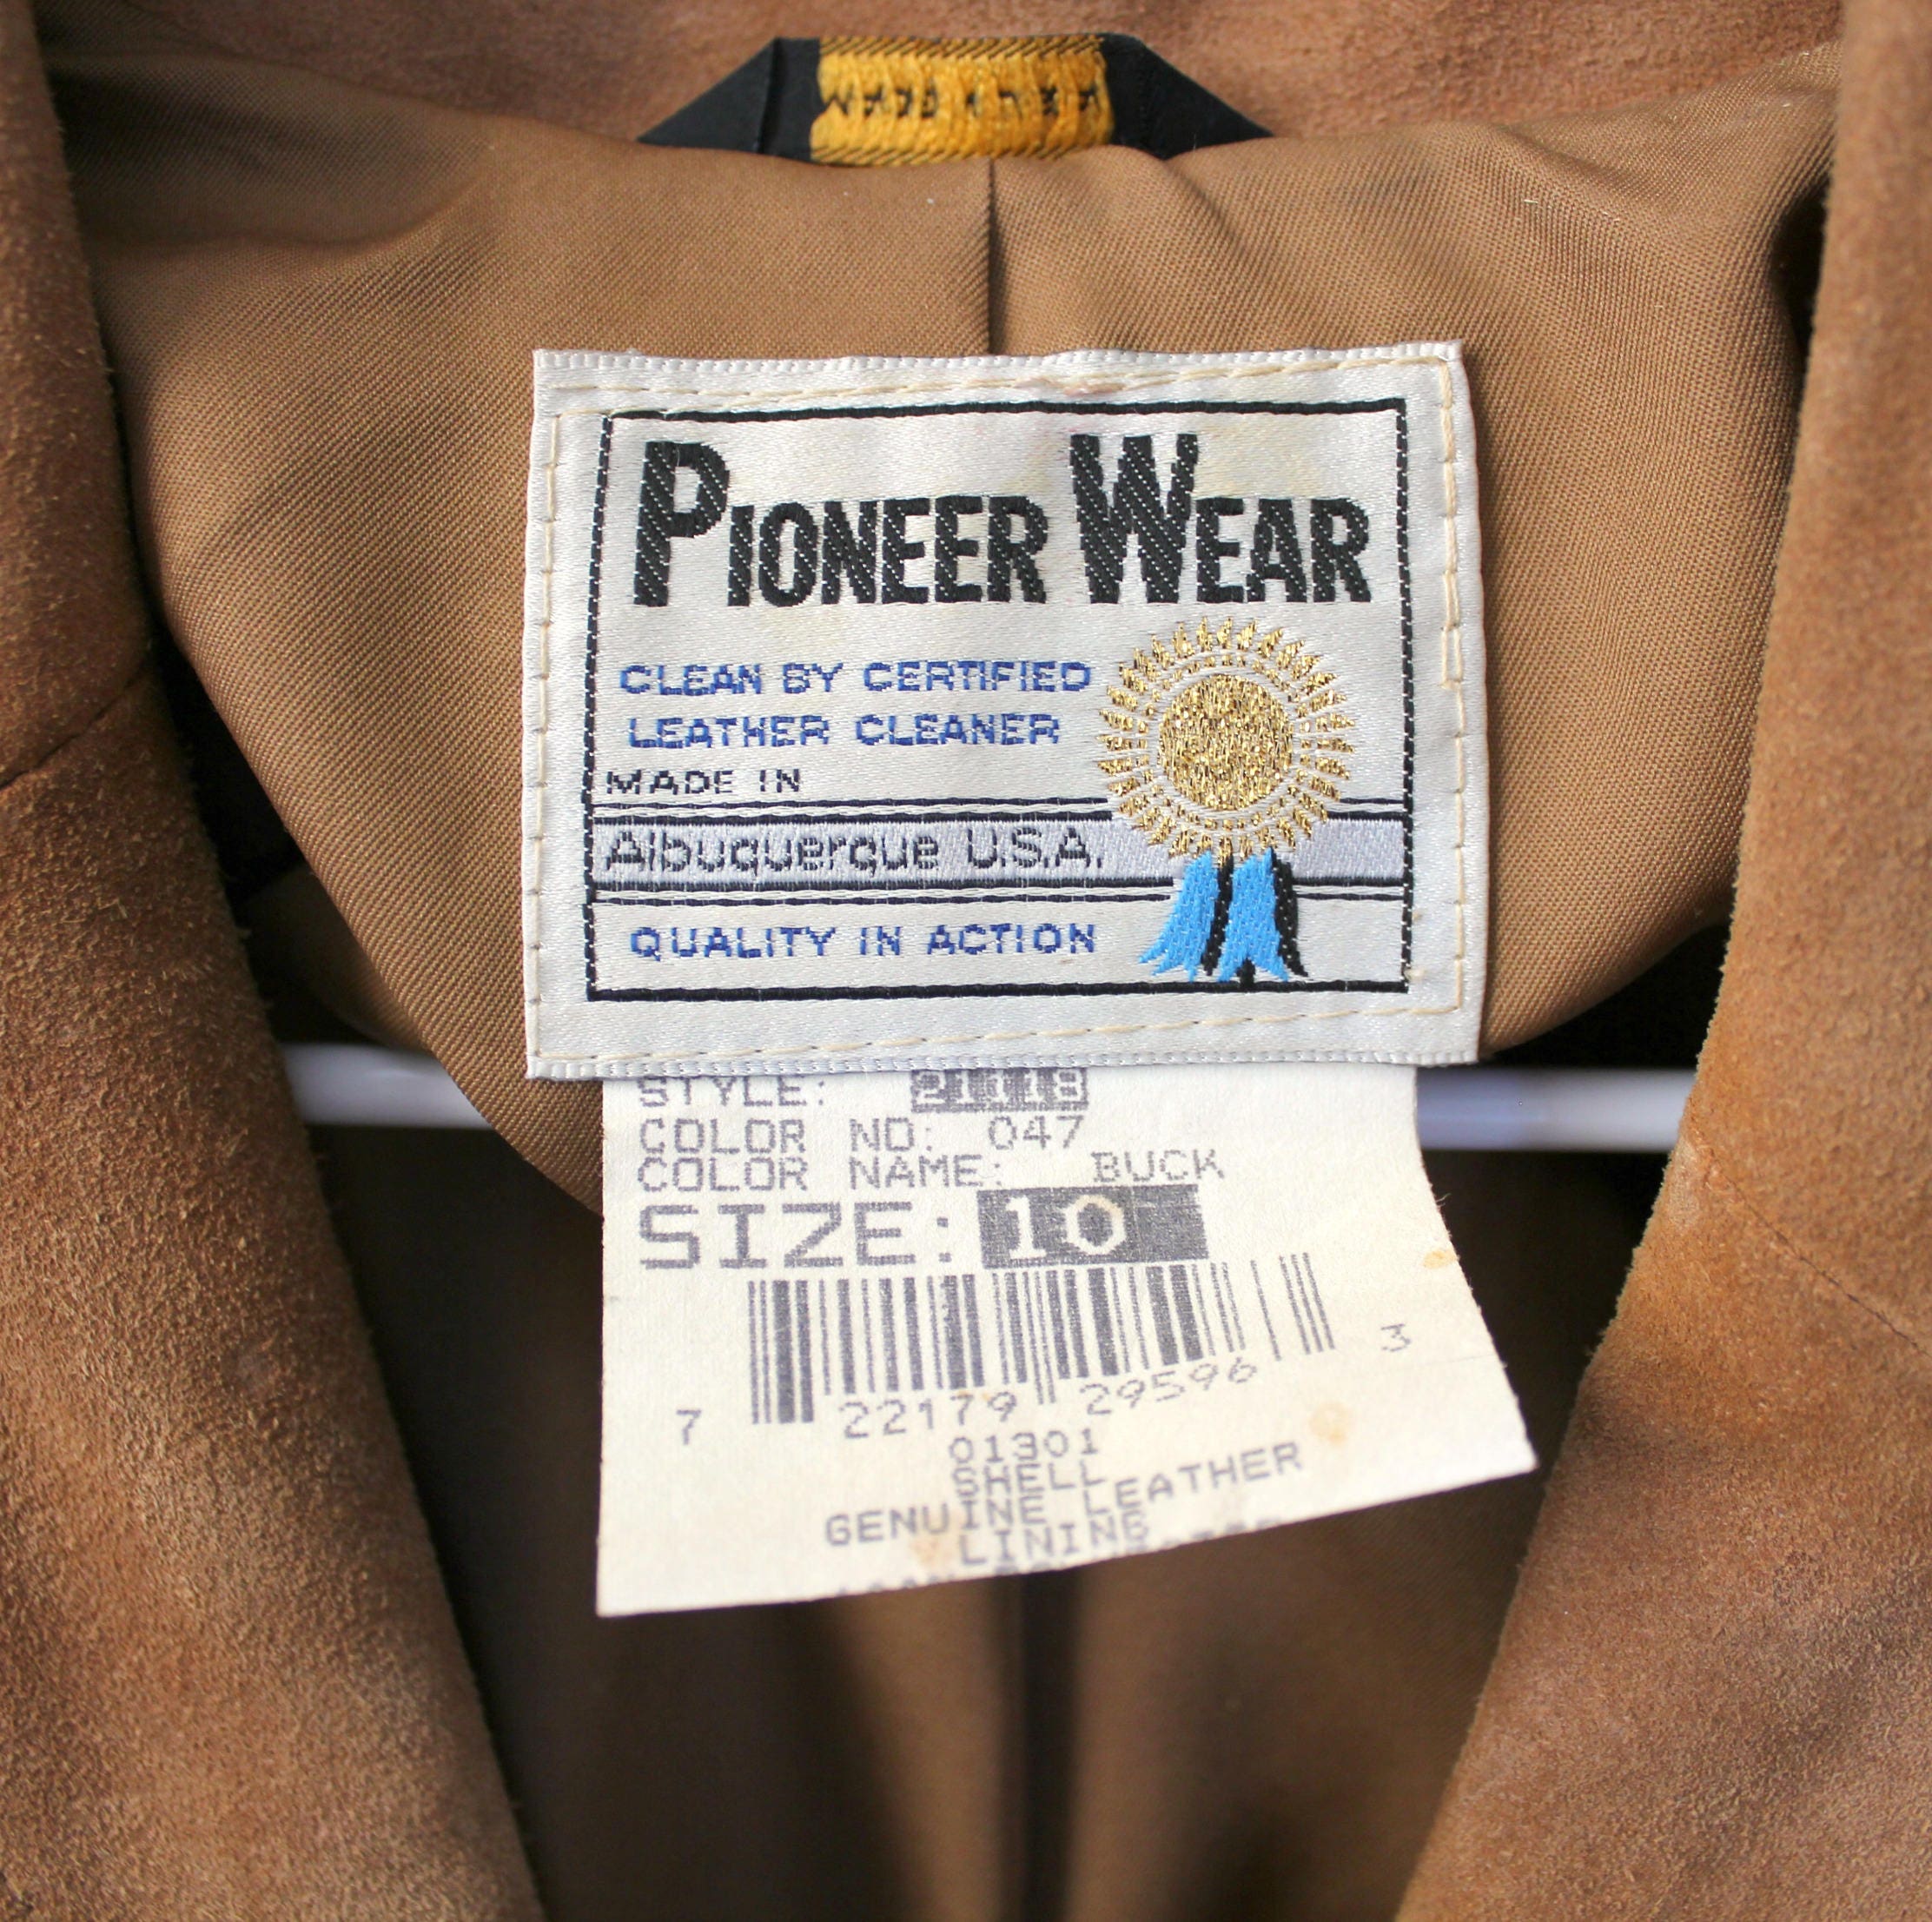 PIONEER WEAR
CLEAN BY CERTIFIED
LEATHER CLEANER
MADE IN
Albuquerque U.S.A.
QUALITY IN ACTION
STYLE: 21118
COLOR NO: 047
COLOR NAME: BUCK
SIZE: 10
7 22179 29596 3
01301
SHELL
GENUINE LEATHER
LINING